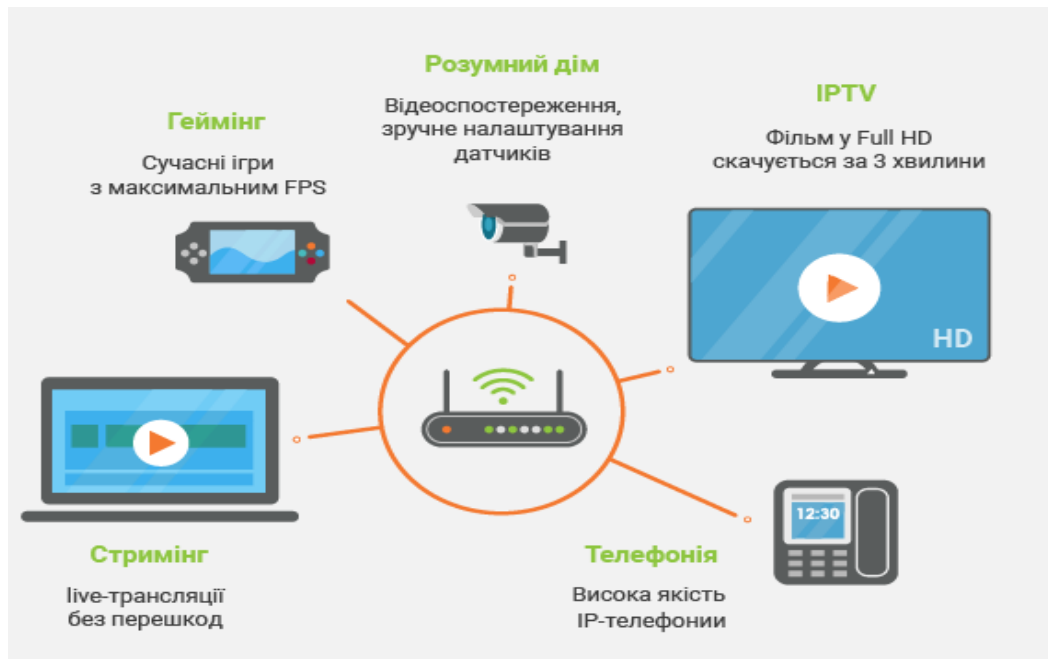 Розумний дім
Відеоспостереження,
зручне налаштування
датчиків
IPTV
Фільм у Full HD
скачується за 3 хвилини
Геймінг
Сучасні ігри
з максимальним FPS
HD
12:30
Стримінг
live-трансляції
без перешкод
Телефонія
Висока якість
IP-телефонии